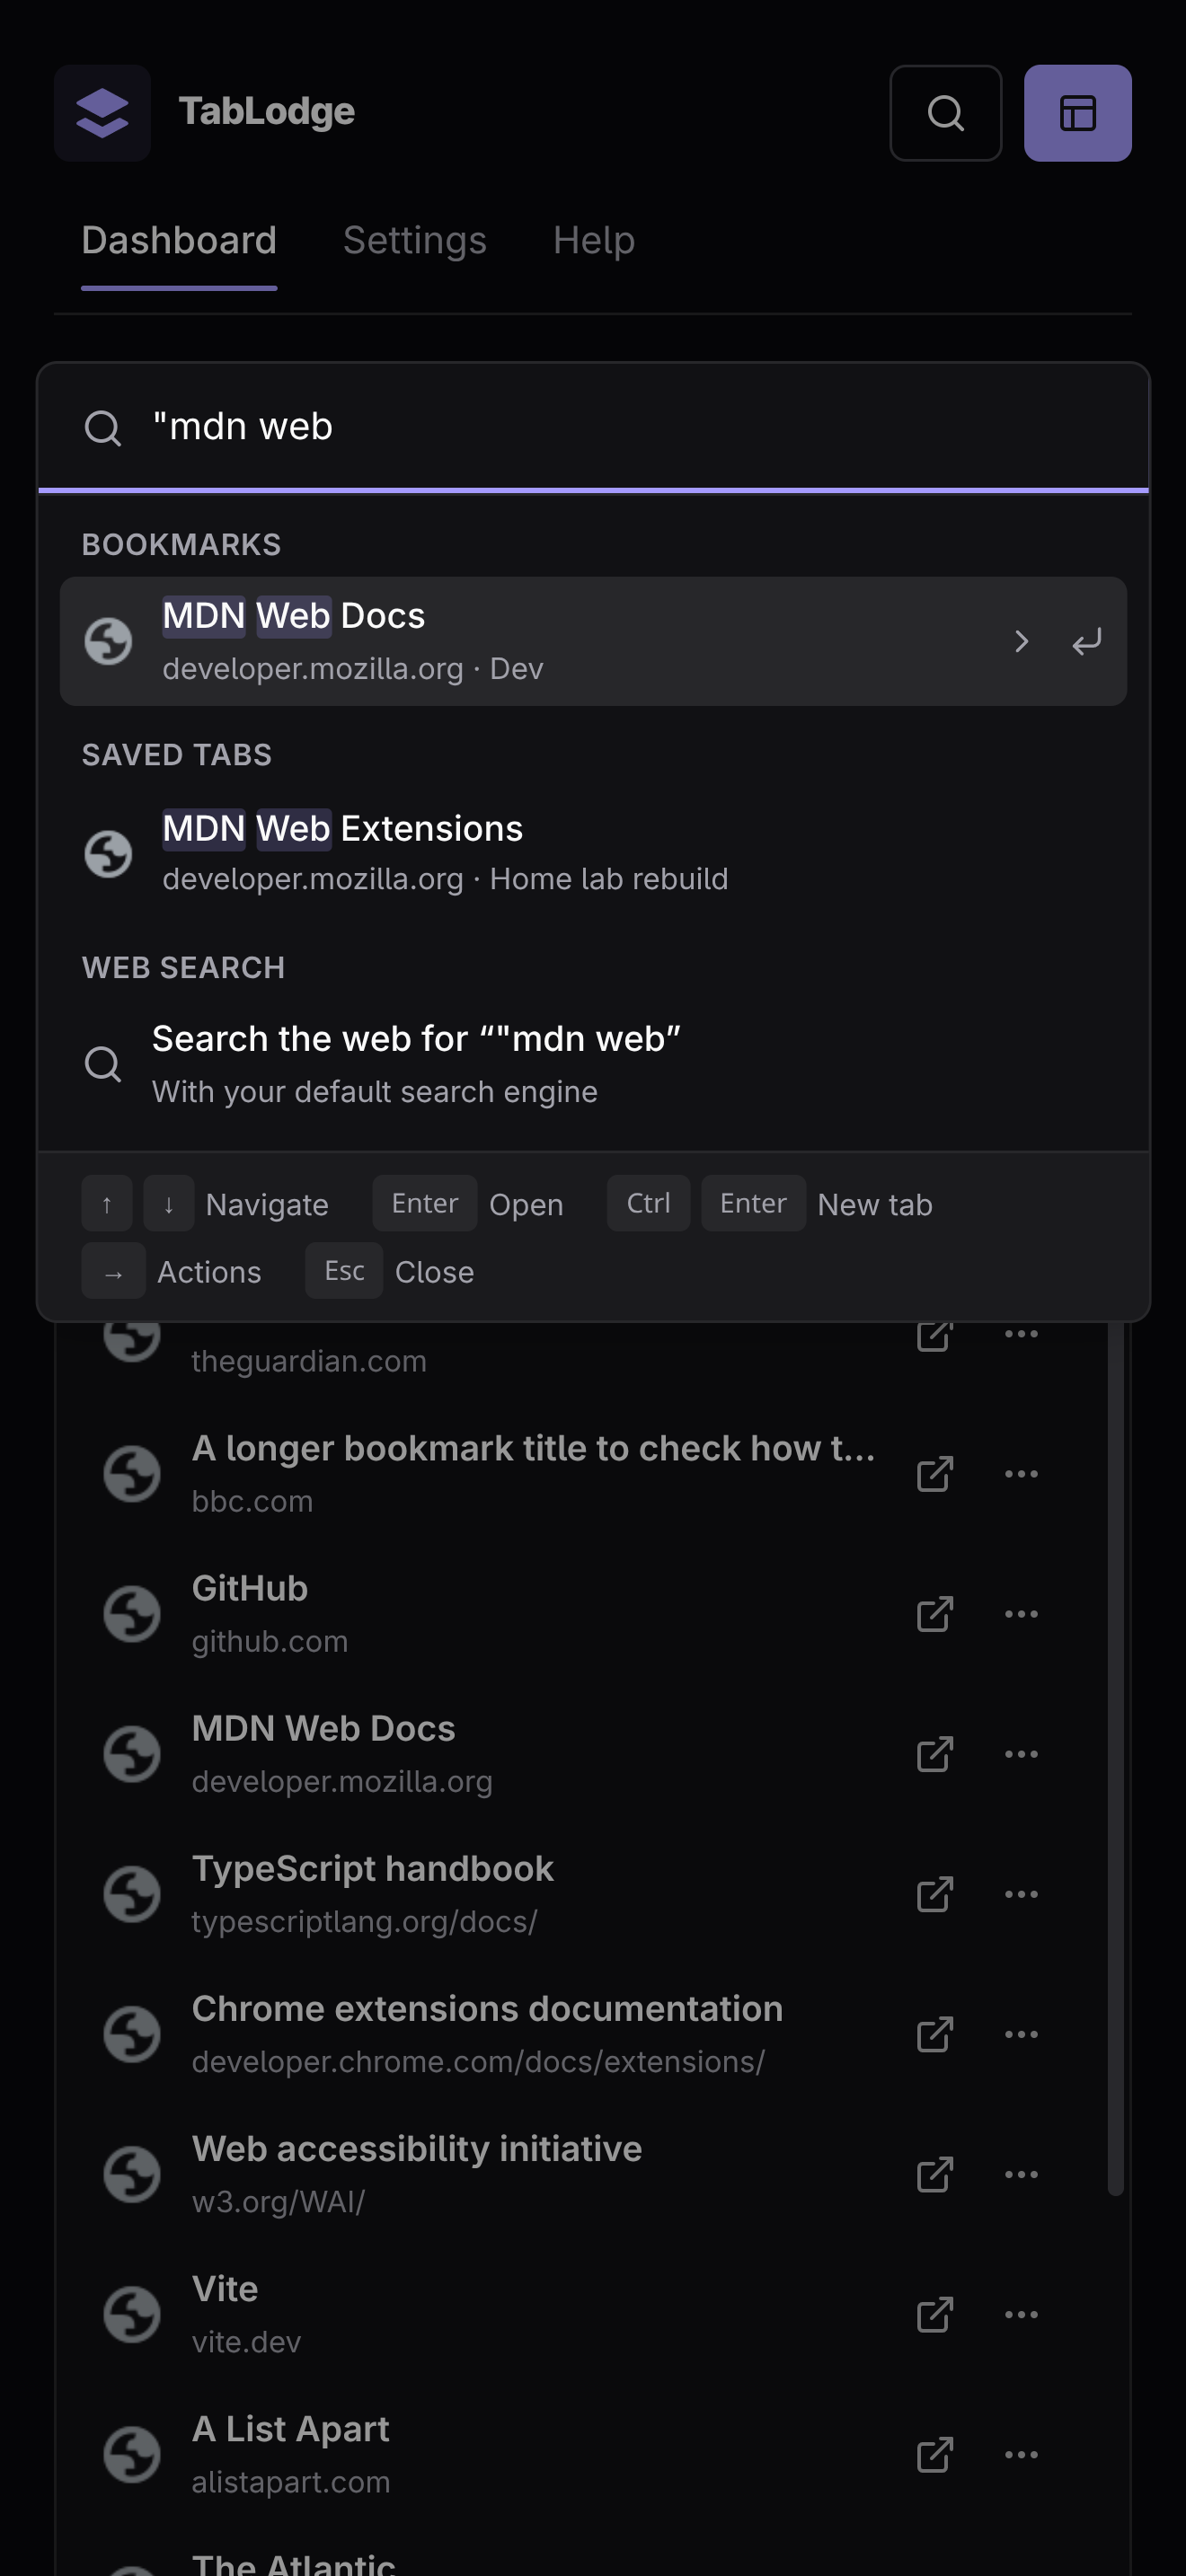 TabLodge
Dashboard Settings Help
"mdn web
BOOKMARKS
MDN Web Docs
developer.mozilla.org · Dev
SAVED TABS
MDN Web Extensions
developer.mozilla.org · Home lab rebuild
WEB SEARCH
Search the web for “"mdn web”
With your default search engine
↑ ↓ Navigate Enter Open Ctrl Enter New tab
→ Actions Esc Close
theguardian.com
A longer bookmark title to check how t...
bbc.com
GitHub
github.com
MDN Web Docs
developer.mozilla.org
TypeScript handbook
typescriptlang.org/docs/
Chrome extensions documentation
developer.chrome.com/docs/extensions/
Web accessibility initiative
w3.org/WAI/
Vite
vite.dev
A List Apart
alistapart.com
The Atlantic